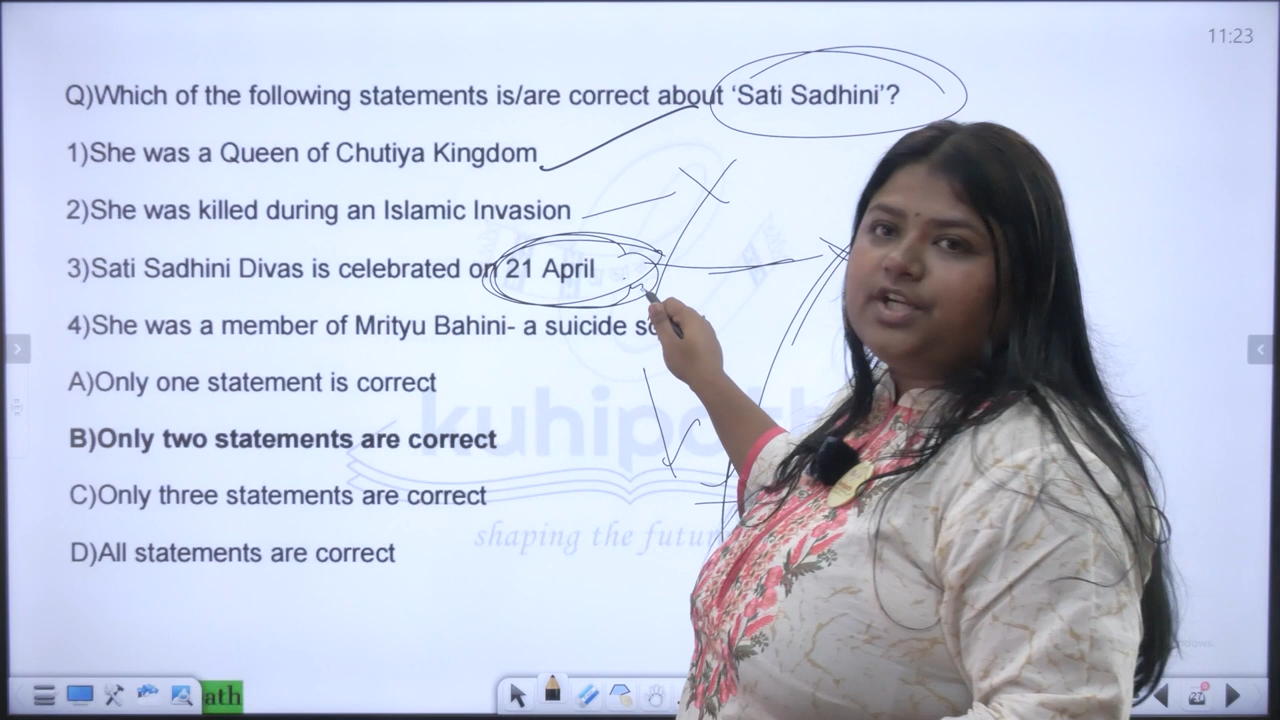 11:23
Q)Which of the following statements is/are correct about ‘Sati Sadhini’?
1)She was a Queen of Chutiya Kingdom
2)She was killed during an Islamic Invasion
3)Sati Sadhini Divas is celebrated on 21 April
4)She was a member of Mrityu Bahini- a suicide
A)Only one statement is correct
B)Only two statements are correct
C)Only three statements are correct
D)All statements are correct
kuhipath
shaping the futur
ath
27